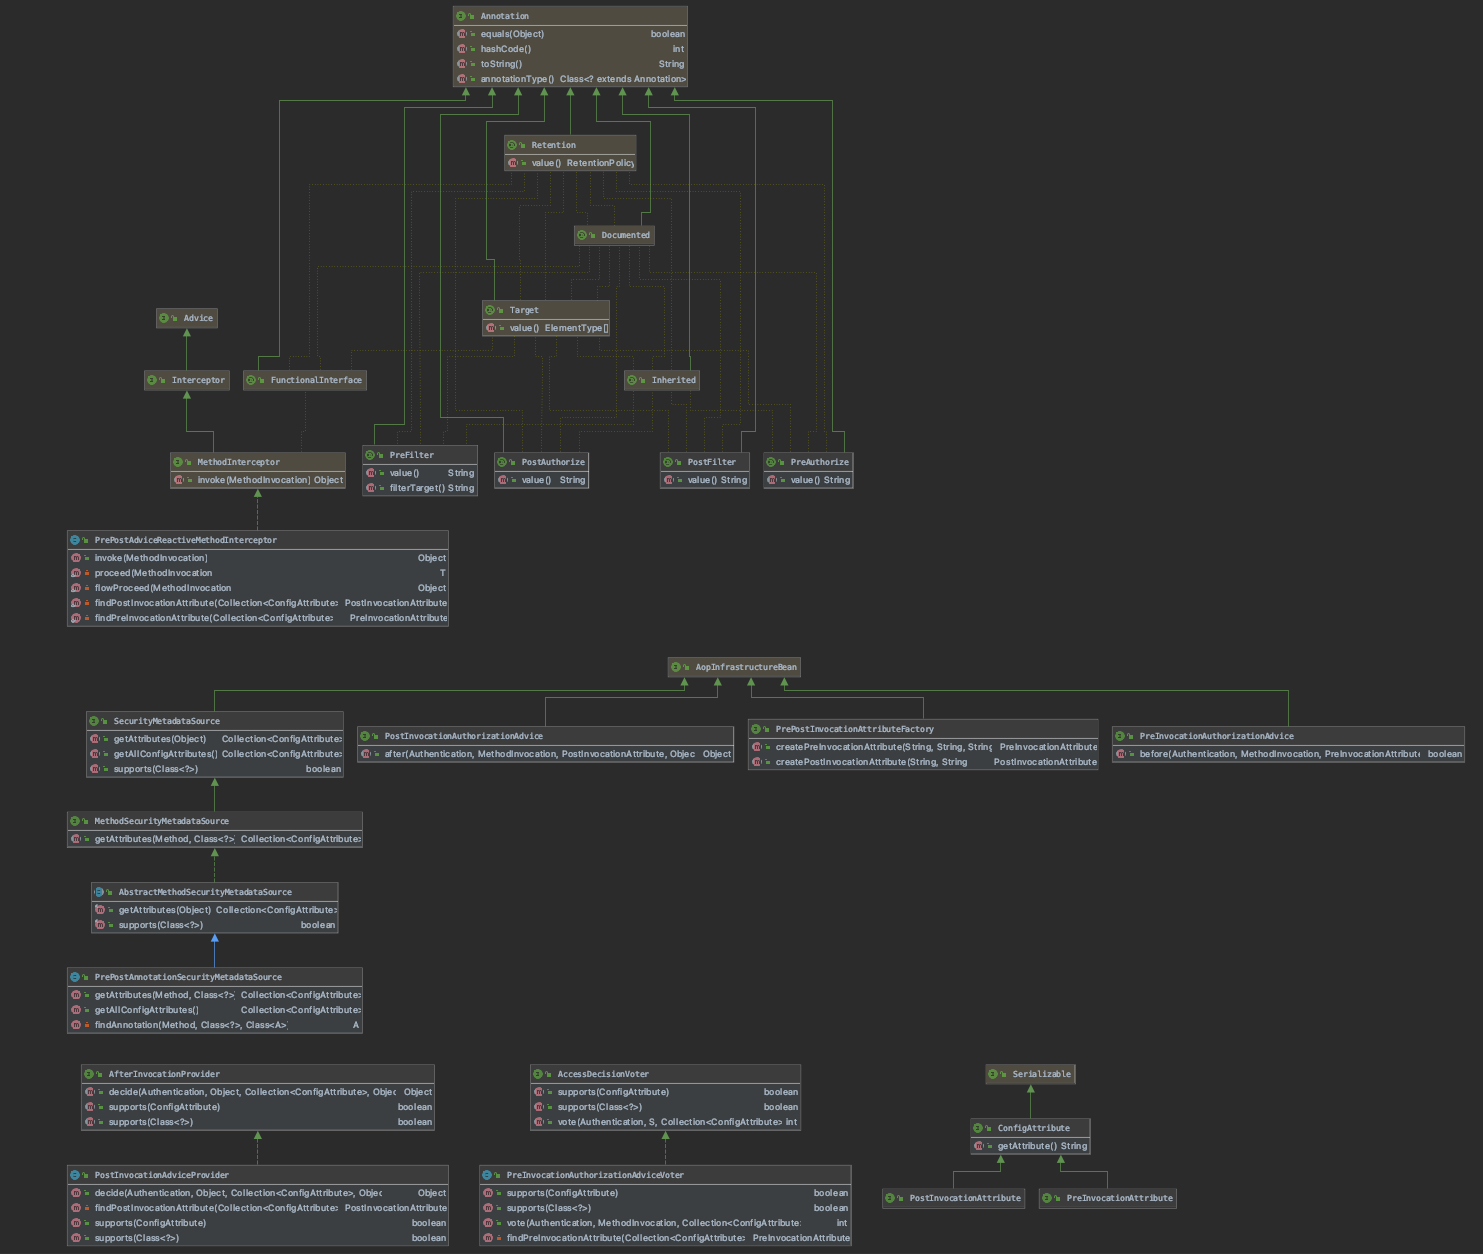 Annotation
equals(Object) boolean
hashCode() int
toString() String
annotationType() Class<? extends Annotation>
Retention
value() RetentionPolicy
Documented
Target
value() ElementType[]
Advice
Interceptor
FunctionalInterface
Inherited
MethodInterceptor
invoke(MethodInvocation) Object
PreFilter
value() String
filterTarget() String
PostAuthorize
value() String
PostFilter
value() String
PreAuthorize
value() String
PrePostAdviceReactiveMethodInterceptor
invoke(MethodInvocation) Object
proceed(MethodInvocation T
flowProceed(MethodInvocation Object
findPostInvocationAttribute(Collection<ConfigAttribute> PostInvocationAttribute
findPreInvocationAttribute(Collection<ConfigAttribute> PreInvocationAttribute
AopInfrastructureBean
SecurityMetadataSource
getAttributes(Object) Collection<ConfigAttribute>
getAllConfigAttributes() Collection<ConfigAttribute>
supports(Class<?>) boolean
PostInvocationAuthorizationAdvice
after(Authentication, MethodInvocation, PostInvocationAttribute, Objec Object
PrePostInvocationAttributeFactory
createPreInvocationAttribute(String, String, String PreInvocationAttribute
createPostInvocationAttribute(String, String PostInvocationAttribute
PreInvocationAuthorizationAdvice
before(Authentication, MethodInvocation, PreInvocationAttribute boolean
MethodSecurityMetadataSource
getAttributes(Method, Class<?>) Collection<ConfigAttribute>
AbstractMethodSecurityMetadataSource
getAttributes(Object) Collection<ConfigAttribute>
supports(Class<?>) boolean
PrePostAnnotationSecurityMetadataSource
getAttributes(Method, Class<?>) Collection<ConfigAttribute>
getAllConfigAttributes() Collection<ConfigAttribute>
findAnnotation(Method, Class<?>, Class<A>) A
AfterInvocationProvider
decide(Authentication, Object, Collection<ConfigAttribute>, Objec Object
supports(ConfigAttribute) boolean
supports(Class<?>) boolean
AccessDecisionVoter
supports(ConfigAttribute) boolean
supports(Class<?>) boolean
vote(Authentication, S, Collection<ConfigAttribute> int
Serializable
ConfigAttribute
getAttribute() String
PostInvocationAttribute
PreInvocationAttribute
PostInvocationAdviceProvider
decide(Authentication, Object, Collection<ConfigAttribute>, Objec Object
findPostInvocationAttribute(Collection<ConfigAttribute> PostInvocationAttribute
supports(ConfigAttribute) boolean
supports(Class<?>) boolean
PreInvocationAuthorizationAdviceVoter
supports(ConfigAttribute) boolean
supports(Class<?>) boolean
vote(Authentication, MethodInvocation, Collection<ConfigAttribute> int
findPreInvocationAttribute(Collection<ConfigAttribute> PreInvocationAttribute